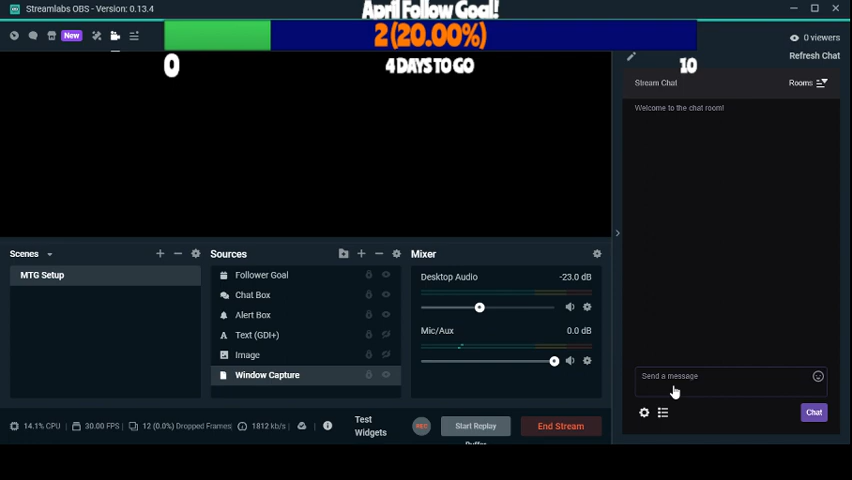 Streamlabs OBS - Version: 0.13.4
April Follow Goal!
New
2 (20.00%)
0 viewers
0
4 DAYS TO GO
10
Refresh Chat
Stream Chat
Rooms
Welcome to the chat room!
Scenes
Sources
Mixer
MTG Setup
Follower Goal
Chat Box
Alert Box
Text (GDI+)
Image
Window Capture
Desktop Audio
-23.0 dB
Mic/Aux
0.0 dB
Send a message
Chat
14.1% CPU
30.00 FPS
12 (0.0%) Dropped Frames
1812 kb/s
Test
Widgets
REC
Start Replay
Buffer
End Stream